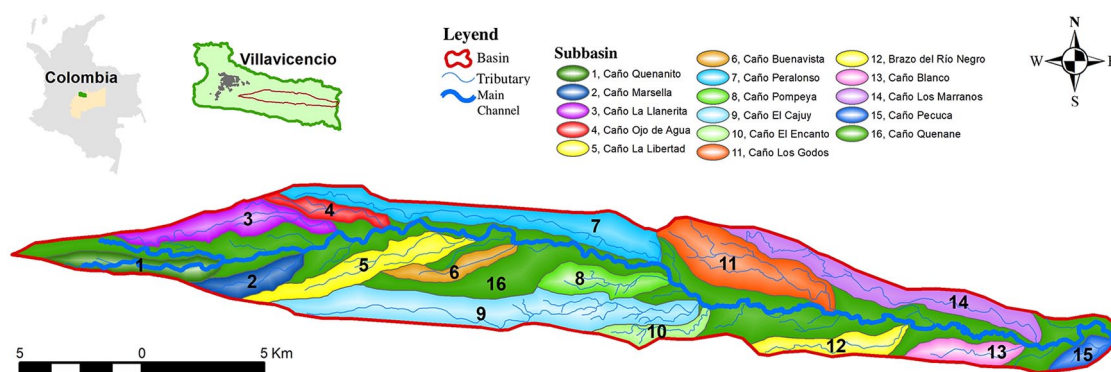 Colombia
Villavicencio
Leyend
Basin
Tributary
Main
Channel
Subbasin
1, Caño Quenanito
2, Caño Marsella
3, Caño La Llanerita
4, Caño Ojo de Agua
5, Caño La Libertad
6, Caño Buenavista
7, Caño Peralonso
8, Caño Pompeya
9, Caño El Cajuy
10, Caño El Encanto
11, Caño Los Godos
12, Brazo del Río Negro
13, Caño Blanco
14, Caño Los Marranos
15, Caño Pecuca
16, Caño Quenane
N
W
E
S
3
4
7
1
2
5
6
16
8
11
9
10
14
12
13
15
5 0 5 Km